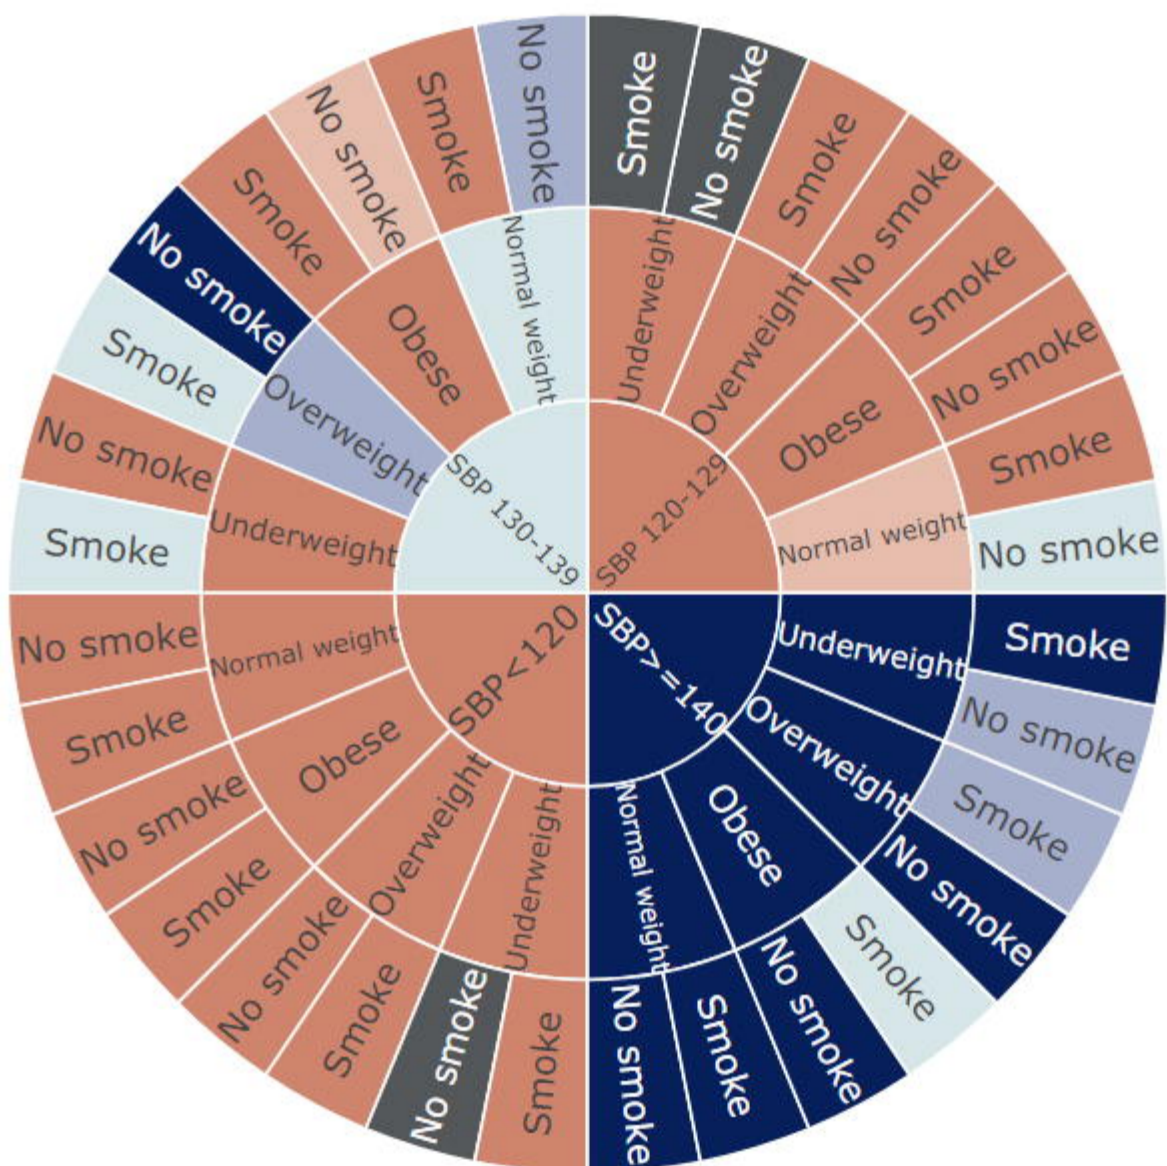 SBP 120-129
Underweight
Smoke
No smoke
Overweight
Smoke
No smoke
Obese
Smoke
No smoke
Normal weight
Smoke
No smoke
SBP>=140
Underweight
Smoke
No smoke
Overweight
Smoke
No smoke
Obese
Smoke
No smoke
Normal weight
Smoke
No smoke
SBP<120
Underweight
Smoke
No smoke
Overweight
Smoke
No smoke
Obese
Smoke
No smoke
Normal weight
Smoke
No smoke
SBP 130-139
Underweight
Smoke
No smoke
Overweight
Smoke
No smoke
Obese
Smoke
No smoke
Normal weight
Smoke
No smoke